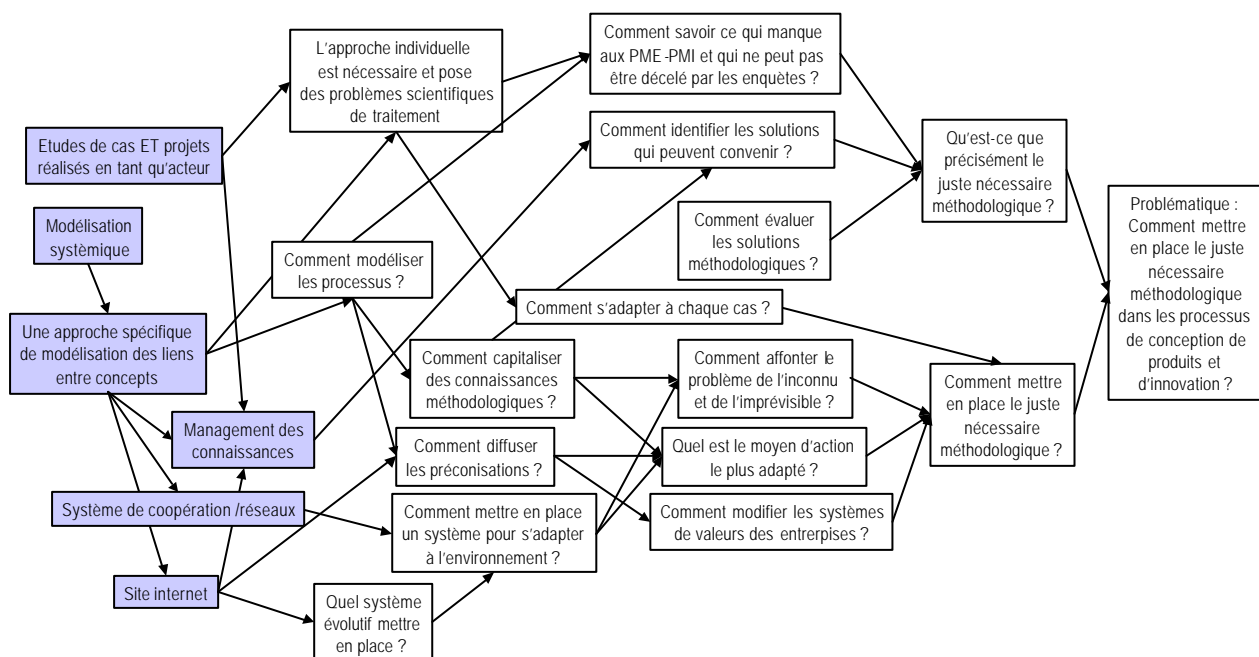 L'approche individuelle
est nécessaire et pose
des problèmes scientifiques
de traitement
Comment savoir ce qui manque
aux PME-PMI et qui ne peut pas
être décelé par les enquètes ?
Etudes de cas ET projets
réalisés en tant qu'acteur
Comment identifier les solutions
qui peuvent convenir ?
Qu'est-ce que
précisément le
juste nécessaire
méthodologique ?
Modélisation
systémique
Comment modéliser
les processus ?
Comment évaluer
les solutions
méthodologiques ?
Problématique :
Comment mettre
en place le juste
nécessaire
méthodologique
dans les processus
de conception de
produits et
d'innovation ?
Comment s'adapter à chaque cas ?
Une approche spécifique
de modélisation des liens
entre concepts
Comment capitaliser
des connaissances
méthodologiques ?
Comment affonter le
problème de l'inconnu
et de l'imprévisible ?
Comment mettre
en place le juste
nécessaire
méthodologique ?
Management des
connaissances
Comment diffuser
les préconisations ?
Quel est le moyen d'action
le plus adapté ?
Système de coopération /réseaux
Comment mettre en place
un système pour s'adapter
à l'environnement ?
Comment modifier les systèmes
de valeurs des entrerpises ?
Site internet
Quel système
évolutif mettre
en place ?